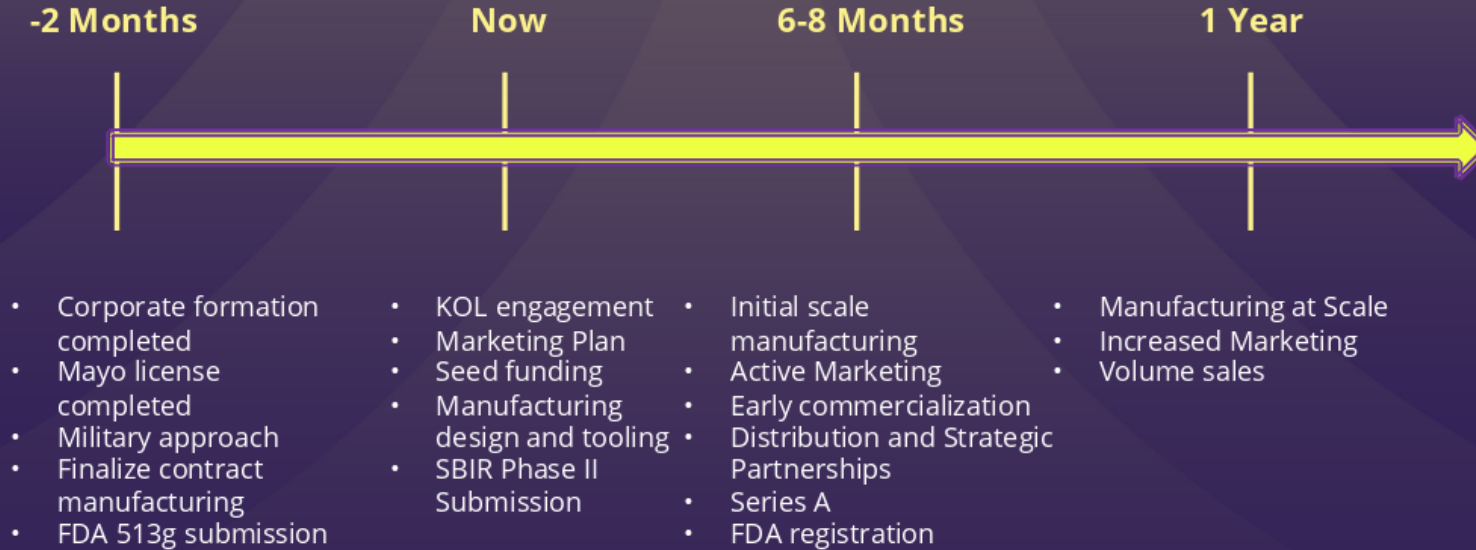 -2 Months
Now
6-8 Months
1 Year
• Corporate formation
completed
• Mayo license
completed
• Military approach
• Finalize contract
manufacturing
• FDA 513g submission
• KOL engagement
• Marketing Plan
• Seed funding
• Manufacturing
design and tooling
• SBIR Phase II
Submission
• Initial scale
manufacturing
• Active Marketing
• Early commercialization
• Distribution and Strategic
Partnerships
• Series A
• FDA registration
• Manufacturing at Scale
• Increased Marketing
• Volume sales